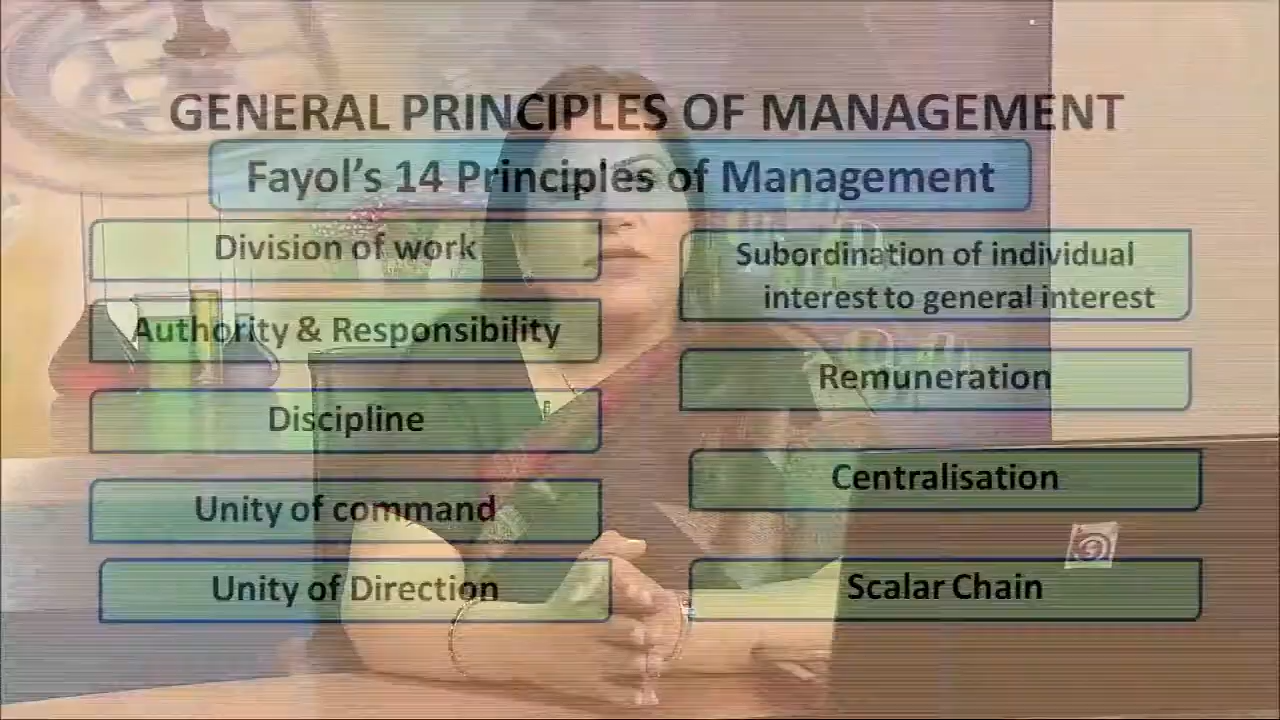 GENERAL PRINCIPLES OF MANAGEMENT
Fayol's 14 Principles of Management
Division of work
Authority & Responsibility
Discipline
Unity of command
Unity of Direction
Subordination of individual
interest to general interest
Remuneration
Centralisation
Scalar Chain